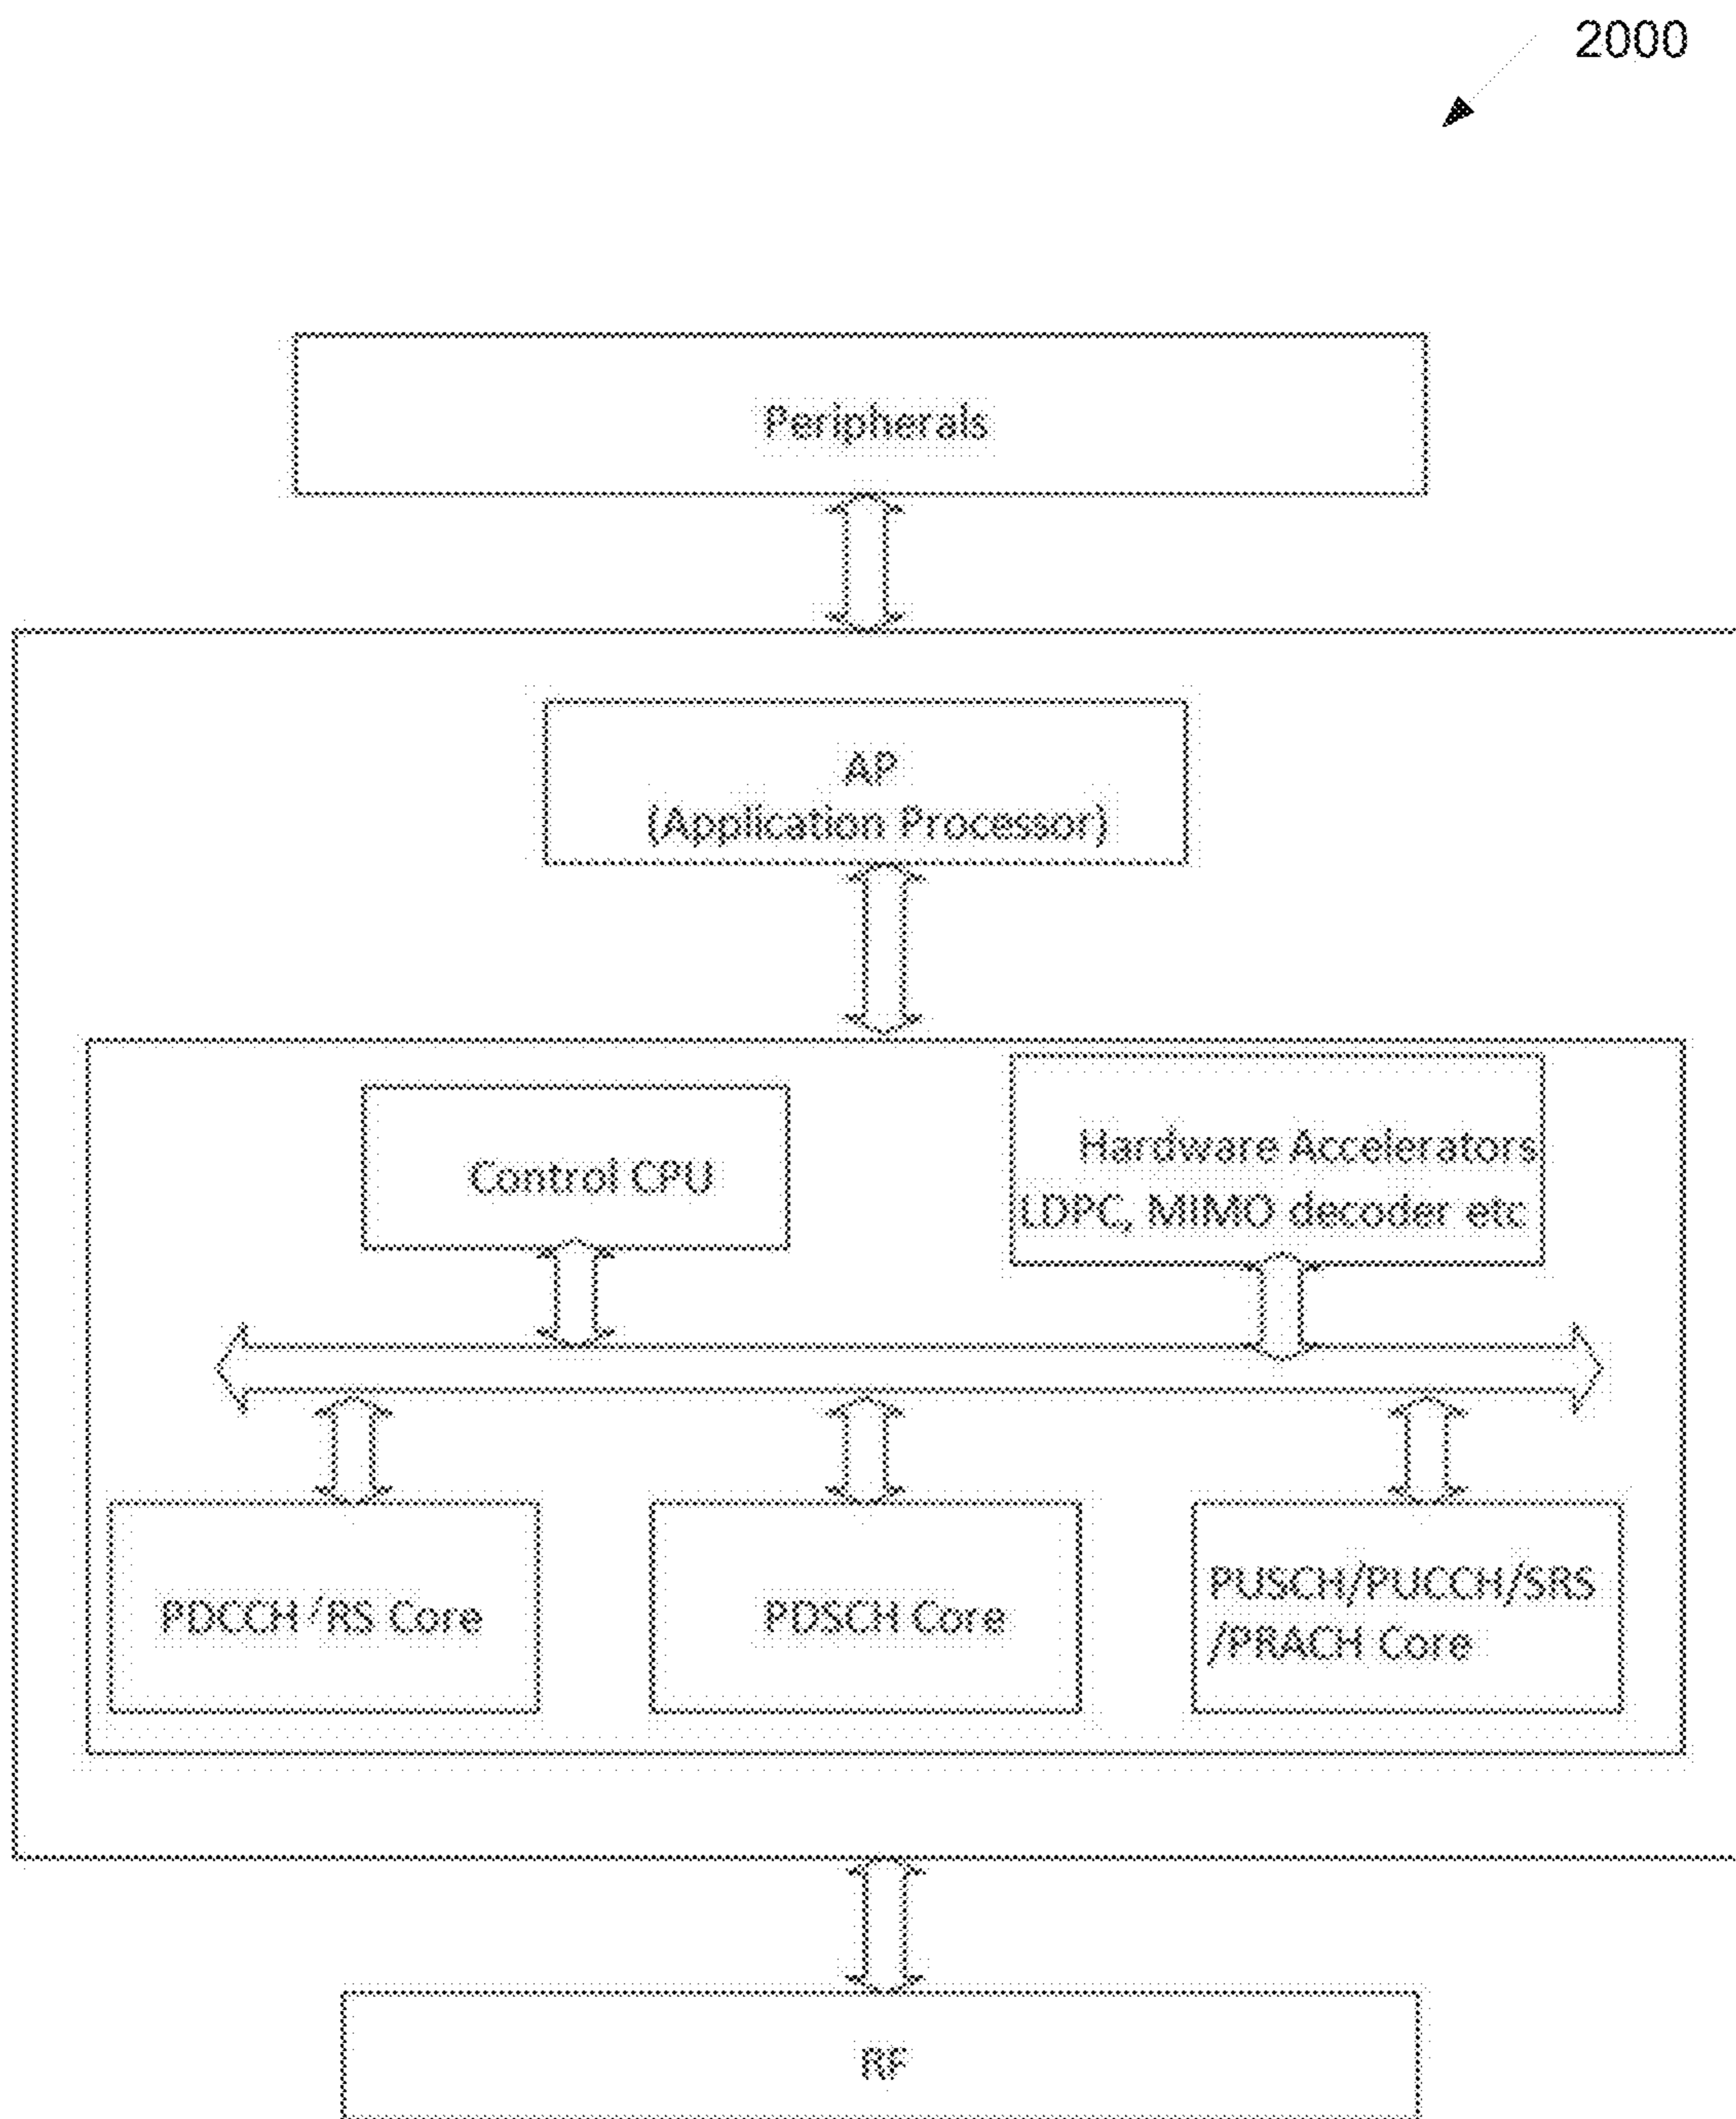 2000
Peripherals
AP
(Application Processor)
Control CPU
Hardware Accelerators
LDPC, MIMO decoder etc
PDCCH/RS Core
PDSCH Core
PUSCH/PUCCH/SRS
/PRACH Core
RF